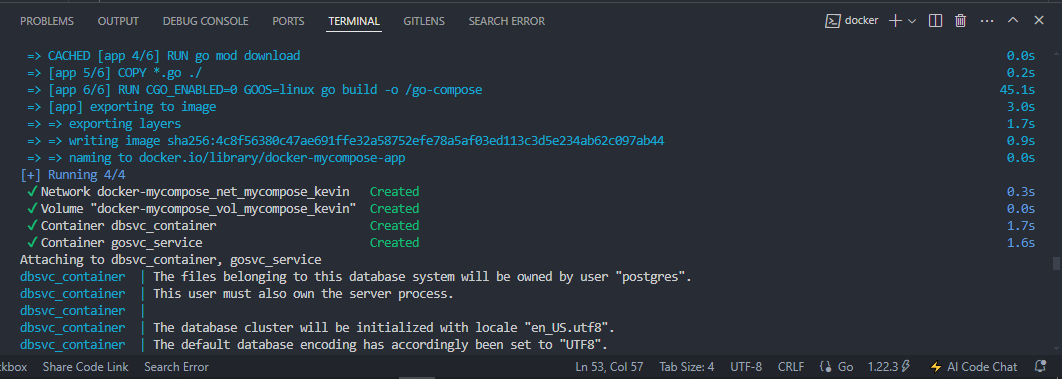 PROBLEMS OUTPUT DEBUG CONSOLE PORTS TERMINAL GITLENS SEARCH ERROR docker
=> CACHED [app 4/6] RUN go mod download 0.0s
=> [app 5/6] COPY *.go ./ 0.2s
=> [app 6/6] RUN CGO_ENABLED=0 GOOS=linux go build -o /go-compose 45.1s
=> [app] exporting to image 3.0s
=> => exporting layers 1.7s
=> => writing image sha256:4c8f56380c47ae691ffe32a58752efe78a5af03ed113c3d5e234ab62c097ab44 0.9s
=> => naming to docker.io/library/docker-mycompose-app 0.0s
[+] Running 4/4
✓ Network docker-mycompose_net_mycompose_kevin Created 0.3s
✓ Volume "docker-mycompose_vol_mycompose_kevin" Created 0.0s
✓ Container dbsvc_container Created 1.7s
✓ Container gosvc_service Created 1.6s
Attaching to dbsvc_container, gosvc_service
dbsvc_container | The files belonging to this database system will be owned by user "postgres".
dbsvc_container | This user must also own the server process.
dbsvc_container |
dbsvc_container | The database cluster will be initialized with locale "en_US.utf8".
dbsvc_container | The default database encoding has accordingly been set to "UTF8".
ckbox Share Code Link Search Error Ln 53, Col 57 Tab Size: 4 UTF-8 CRLF Go 1.22.3 AI Code Chat